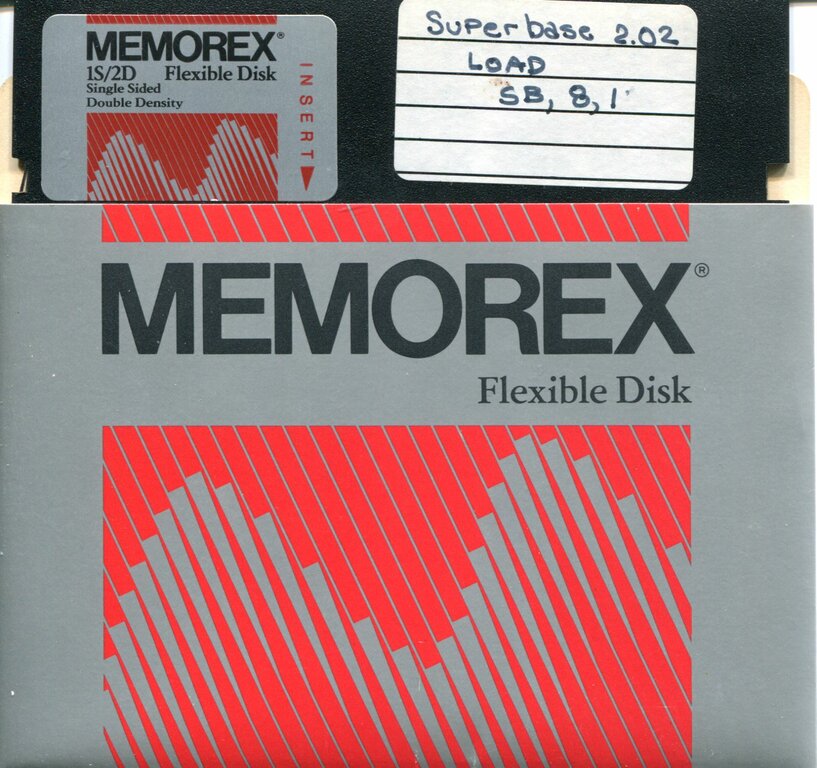 MEMOREX®
1S/2D Flexible Disk
Single Sided
Double Density
INSERT
Superbase 2.02
LOAD
SB, 8, 1
MEMOREX®
Flexible Disk